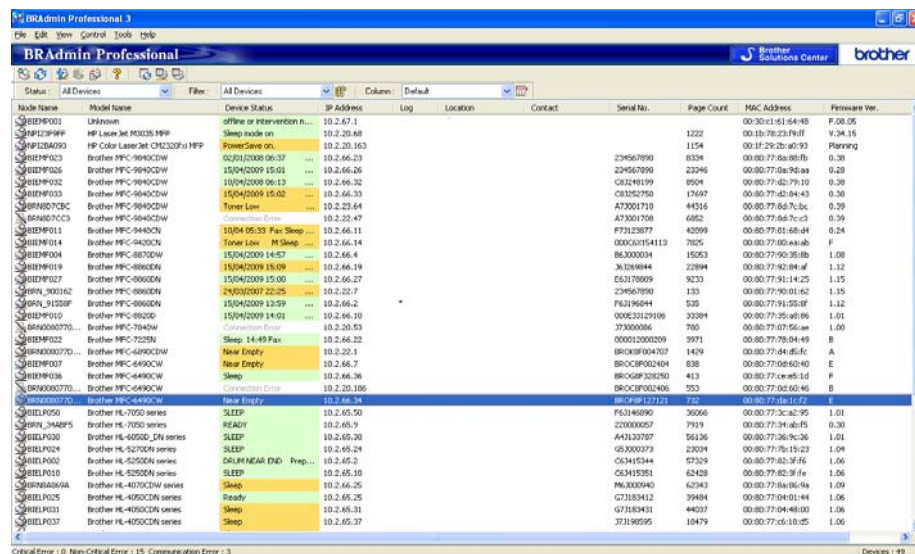 BRAdmin Professional 3
File Edit View Control Tools Help
BRAdmin Professional
Brother Solutions Center
brother
Status : All Devices Filter : All Devices Column : Default
Node Name Model Name Device Status IP Address Log Location Contact Serial No. Page Count MAC Address Firmware Ver.
BIEMP001 Unknown offline or intervention n... 10.2.67.1 00:30:c1:61:64:48 F.08.05
NPI23F9FF HP LaserJet M3035 MFP Sleep mode on 10.2.20.68 1222 00:1b:78:23:f9:ff V.34.15
NPI2BA093 HP Color LaserJet CM2320fxi MFP PowerSave on. 10.2.20.163 1154 00:1f:29:2b:a0:93 Planning
BIEMF023 Brother MFC-9840CDW 02/01/2008 06:37 ... 10.2.66.23 234567890 8334 00:80:77:8a:88:fb 0.38
BIEMF026 Brother MFC-9840CDW 15/04/2009 15:01 ... 10.2.66.26 234567890 23346 00:80:77:8a:9d:aa 0.28
BIEMF032 Brother MFC-9840CDW 10/04/2008 06:13 ... 10.2.66.32 C83248199 8504 00:80:77:d2:79:10 0.38
BIEMF033 Brother MFC-9840CDW 15/04/2009 15:02 ... 10.2.66.33 C83252750 17697 00:80:77:d2:84:43 0.38
BRN8D7CBC Brother MFC-9840CDW Toner Low ... 10.2.23.64 A7J001710 44316 00:80:77:8d:7c:bc 0.39
BRN8D7CC3 Brother MFC-9840CDW Connection Error 10.2.22.47 A7J001708 6852 00:80:77:8d:7c:c3 0.39
BIEMF011 Brother MFC-9440CN 10/04 05:33 Fax Sleep ... 10.2.66.11 F7J123877 42099 00:80:77:01:68:d4 0.24
BIEMF014 Brother MFC-9420CN Toner Low M Sleep ... 10.2.66.14 000C6X154113 7825 00:80:77:80:ea:ab F
BIEMF004 Brother MFC-8870DW 15/04/2009 14:57 ... 10.2.66.4 B6J000034 15053 00:80:77:90:35:8b 1.08
BIEMF019 Brother MFC-8860DN 15/04/2009 15:09 ... 10.2.66.19 J6J269844 22894 00:80:77:92:84:af 1.12
BIEMF027 Brother MFC-8860DN 15/04/2009 15:00 ... 10.2.66.27 E6J178809 9233 00:80:77:91:14:25 1.15
BRN_900162 Brother MFC-8860DN 24/03/2007 22:25 ... 10.2.22.7 234567890 133 00:80:77:90:01:62 1.15
BRN_91558F Brother MFC-8860DN 15/04/2009 13:59 ... 10.2.66.2 * F6J196844 535 00:80:77:91:55:8f 1.12
BIEMF010 Brother MFC-8820D 15/04/2009 14:01 ... 10.2.66.10 000E3J129106 33384 00:80:77:35:a8:86 1.01
BRN0080770... Brother MFC-7840W Connection Error 10.2.20.53 J7J000086 780 00:80:77:07:56:ae 1.00
BIEMF022 Brother MFC-7225N Sleep 14:49 Fax 10.2.66.22 000012000209 3971 00:80:77:78:04:49 B
BRN008077D... Brother MFC-6890CDW Near Empty 10.2.22.1 BROK8F004707 1429 00:80:77:d4:d5:fc A
BIEMF007 Brother MFC-6490CW Near Empty 10.2.66.7 BROC8F002404 838 00:80:77:0d:60:40 E
BIEMF036 Brother MFC-6490CW Sleep 10.2.66.36 BROG8F328250 413 00:80:77:ce:e5:1d F
BRN0080770... Brother MFC-6490CW Connection Error 10.2.20.106 BROC8F002406 553 00:80:77:0d:60:46 B
BRN008077D... Brother MFC-6490CW Near Empty 10.2.66.34 BROF8F127121 732 00:80:77:da:1c:f2 E
BIELP050 Brother HL-7050 series SLEEP 10.2.65.50 F6J146890 36066 00:80:77:3c:a2:95 1.01
BRN_34ABF5 Brother HL-7050 series READY 10.2.65.9 220000057 7919 00:80:77:34:ab:f5 0.30
BIELP030 Brother HL-6050D_DN series SLEEP 10.2.65.30 A4J133787 56136 00:80:77:36:9c:36 1.01
BIELP024 Brother HL-5270DN series SLEEP 10.2.65.24 G5J000373 23034 00:80:77:7b:15:23 1.04
BIELP002 Brother HL-5250DN series DRUM NEAR END Prep... 10.2.65.2 C6J415344 57329 00:80:77:82:3f:f6 1.06
BIELP010 Brother HL-5250DN series SLEEP 10.2.65.10 C6J415351 62428 00:80:77:82:3f:fe 1.06
BRN8A869A Brother HL-4070CDW series Sleep 10.2.66.25 M6J000940 62343 00:80:77:8a:86:9a 1.09
BIELP025 Brother HL-4050CDN series Ready 10.2.65.25 G7J183412 39484 00:80:77:04:01:44 1.06
BIELP031 Brother HL-4050CDN series Sleep 10.2.65.31 G7J183431 44037 00:80:77:04:48:00 1.06
BIELP037 Brother HL-4050CDN series Sleep 10.2.65.37 J7J198595 18479 00:80:77:c6:18:d5 1.06
Critical Error : 0 Non-Critical Error : 15 Communication Error : 3 Devices : 49